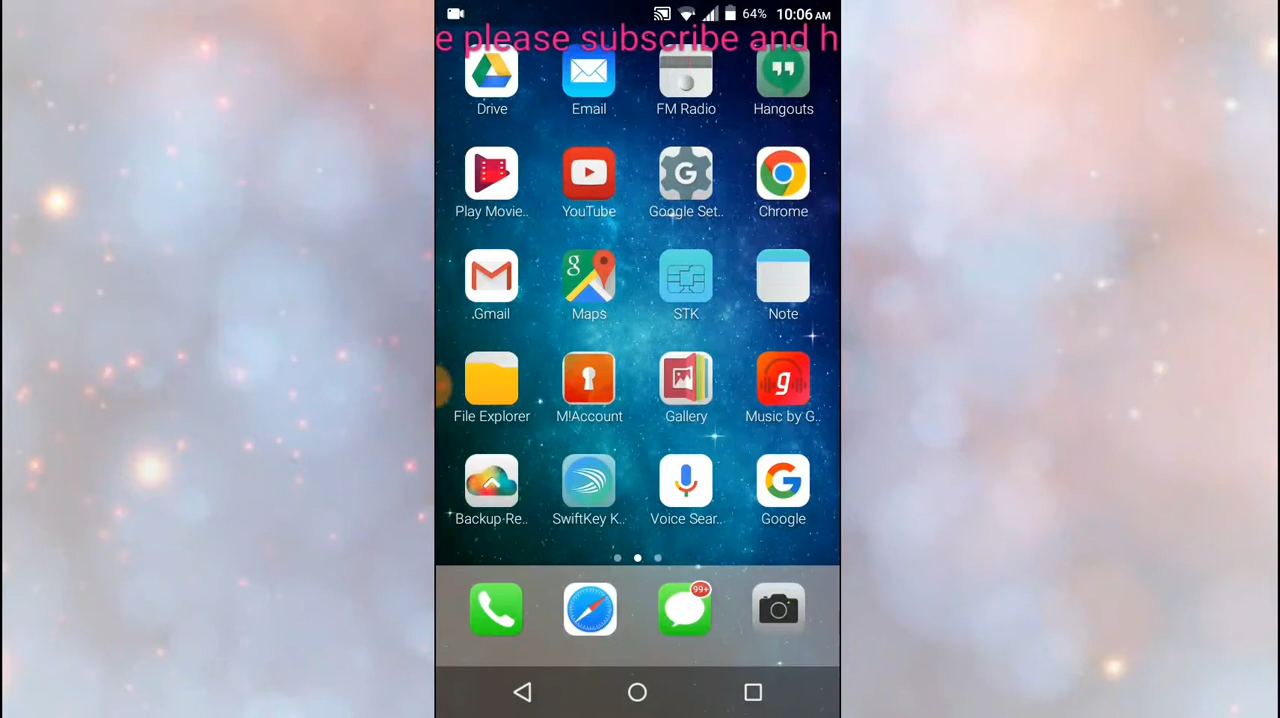 64% 10:06 AM
e please subscribe and h
Drive Email FM Radio Hangouts
Play Movie.. YouTube Google Set.. Chrome
Gmail Maps STK Note
File Explorer M!Account Gallery Music by G..
Backup-Re.. SwiftKey K.. Voice Sear.. Google
99+